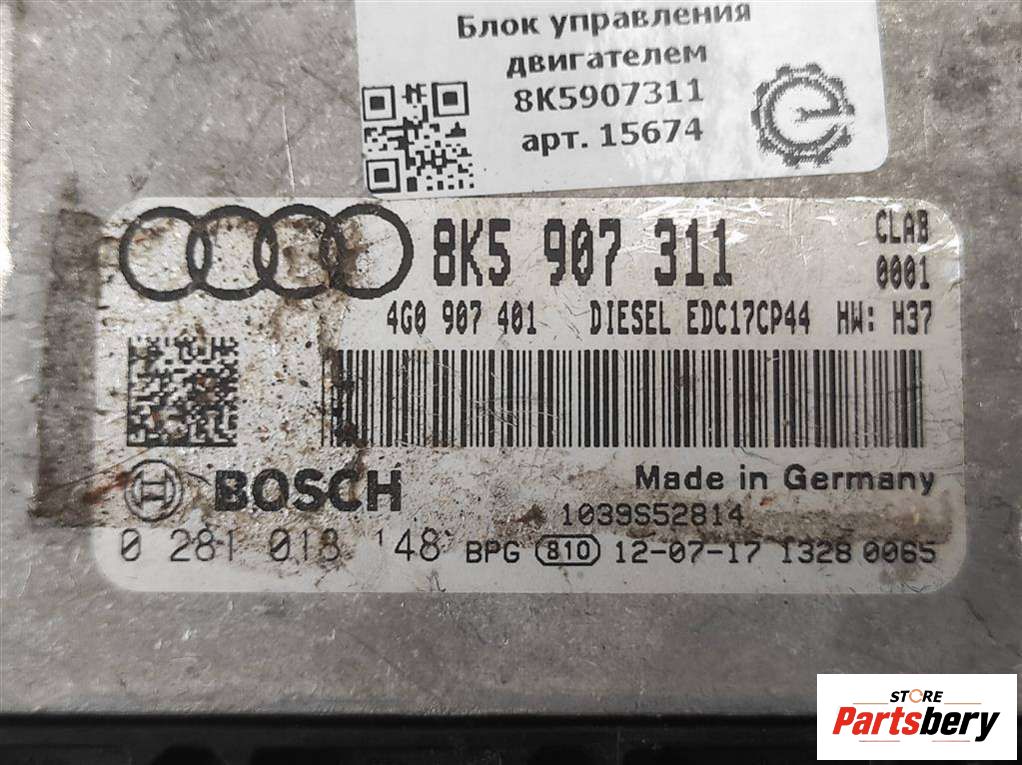 Блок управления
двигателем
8K5907311
арт. 15674
8K5 907 311
CLAB
0001
4G0 907 401 DIESEL EDC17CP44 HW: H37
BOSCH
Made in Germany
1039S52814
0 281 018 148 BPG 810 12-07-17 1328 0065
STORE
Partsbery